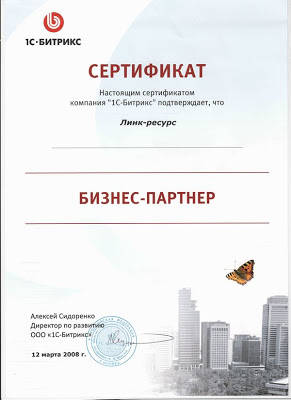 1С·БИТРИКС
СЕРТИФИКАТ
Настоящим сертификатом
компания "1С-Битрикс" подтверждает, что
Линк-ресурс
БИЗНЕС-ПАРТНЕР
Алексей Сидоренко
Директор по развитию
ООО «1С-Битрикс»
12 марта 2008 г.